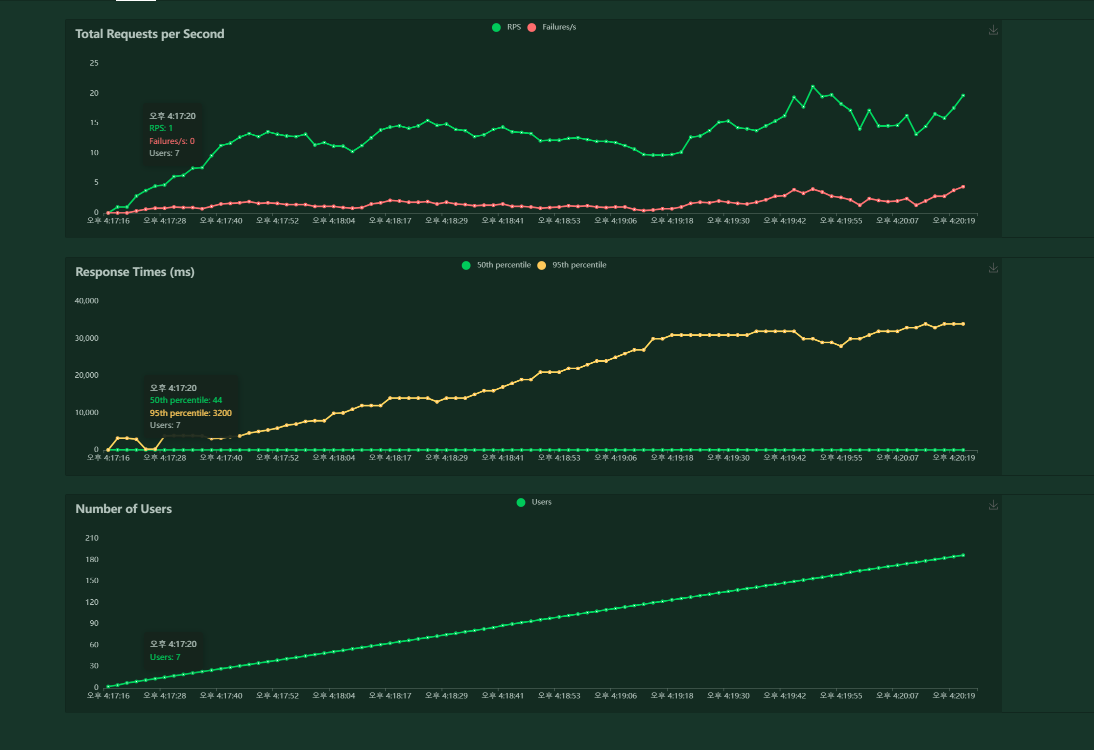 Total Requests per Second
RPS Failures/s
25
20
15
10
5
0
오후 4:17:20
RPS: 1
Failures/s: 0
Users: 7
오후 4:17:16 오후 4:17:28 오후 4:17:40 오후 4:17:52 오후 4:18:04 오후 4:18:17 오후 4:18:29 오후 4:18:41 오후 4:18:53 오후 4:19:06 오후 4:19:18 오후 4:19:30 오후 4:19:42 오후 4:19:55 오후 4:20:07 오후 4:20:19
Response Times (ms)
50th percentile 95th percentile
40,000
30,000
20,000
10,000
0
오후 4:17:20
50th percentile: 44
95th percentile: 3200
Users: 7
오후 4:17:16 오후 4:17:28 오후 4:17:40 오후 4:17:52 오후 4:18:04 오후 4:18:17 오후 4:18:29 오후 4:18:41 오후 4:18:53 오후 4:19:06 오후 4:19:18 오후 4:19:30 오후 4:19:42 오후 4:19:55 오후 4:20:07 오후 4:20:19
Number of Users
Users
210
180
150
120
90
60
30
0
오후 4:17:20
Users: 7
오후 4:17:16 오후 4:17:28 오후 4:17:40 오후 4:17:52 오후 4:18:04 오후 4:18:17 오후 4:18:29 오후 4:18:41 오후 4:18:53 오후 4:19:06 오후 4:19:18 오후 4:19:30 오후 4:19:42 오후 4:19:55 오후 4:20:07 오후 4:20:19